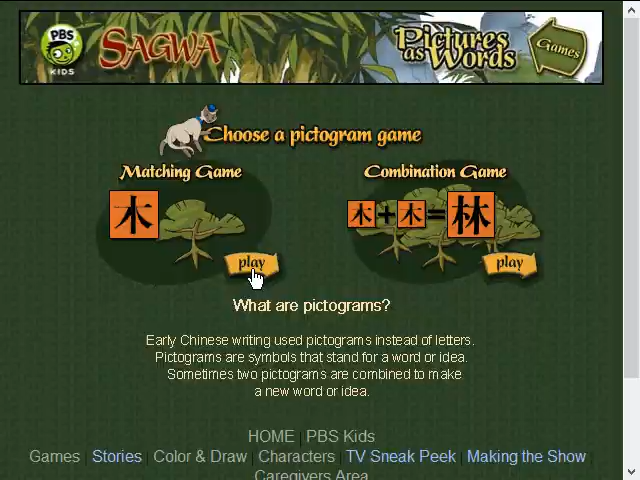 PBS
KIDS
SAGWA
Pictures
as Words
Games
Choose a pictogram game
Matching Game
木
play
Combination Game
木+木=林
play
What are pictograms?
Early Chinese writing used pictograms instead of letters.
Pictograms are symbols that stand for a word or idea.
Sometimes two pictograms are combined to make
a new word or idea.
HOME | PBS Kids
Games | Stories | Color & Draw | Characters | TV Sneak Peek | Making the Show
Caregivers Area